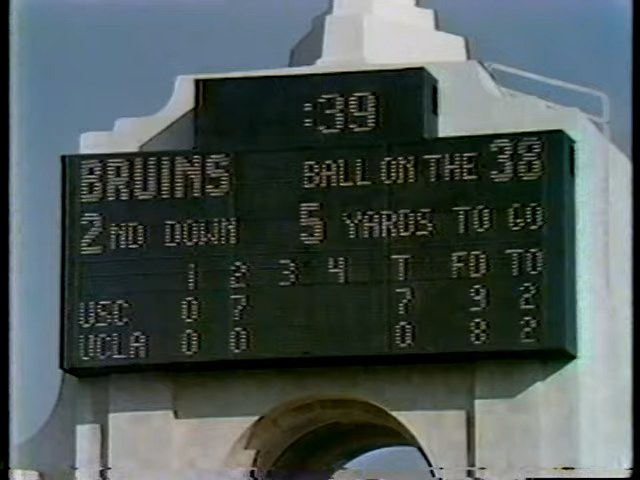 :39
BRUINS BALL ON THE 38
2ND DOWN 5 YARDS TO GO
1 2 3 4 T FD TO
USC 0 7 7 9 2
UCLA 0 0 0 8 2